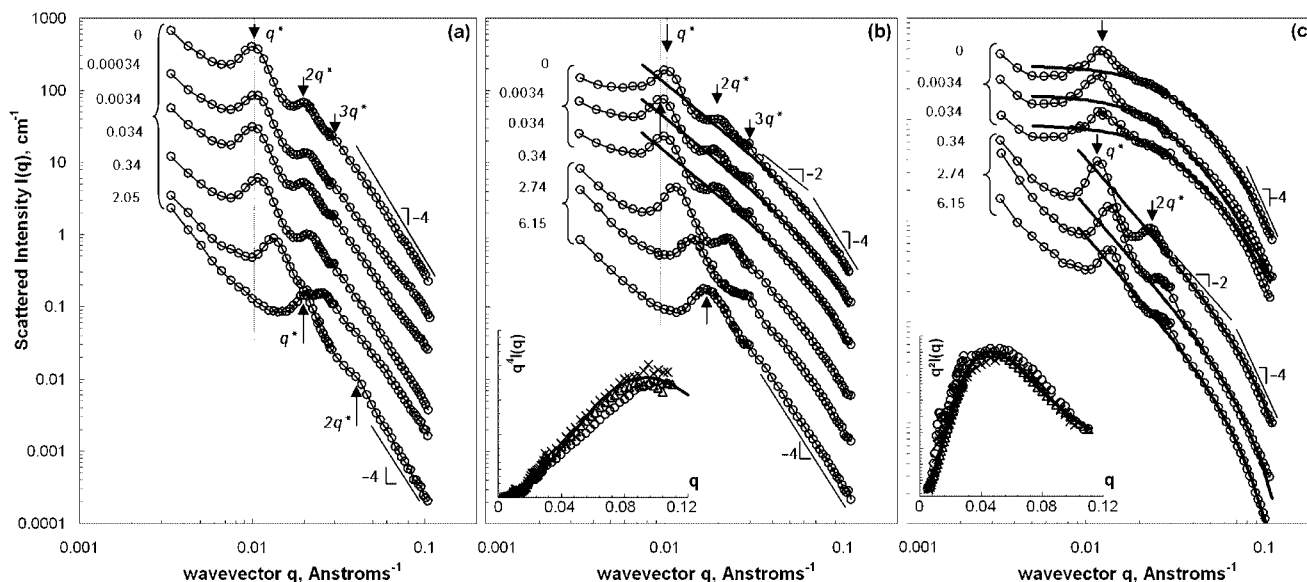 Scattered Intensity I(q), cm⁻¹
1000
100
10
1
0.1
0.01
0.001
0.0001
(a)
0
0.00034
0.0034
0.034
0.34
2.05
q*
2q*
3q*
−4
q*
2q*
−4
0.001
0.01
0.1
wavevector q, Anstroms⁻¹
(b)
0
0.0034
0.034
0.34
2.74
6.15
q*
2q*
3q*
−2
−4
−4
q⁴I(q)
q
0.04
0.08
0.12
0.001
0.01
0.1
wavevector q, Anstroms⁻¹
(c)
0
0.0034
0.034
0.34
2.74
6.15
q*
2q*
−4
−2
−4
q²I(q)
q
0
0.04
0.08
0.12
0.001
0.01
0.1
wavevector q, Anstroms⁻¹